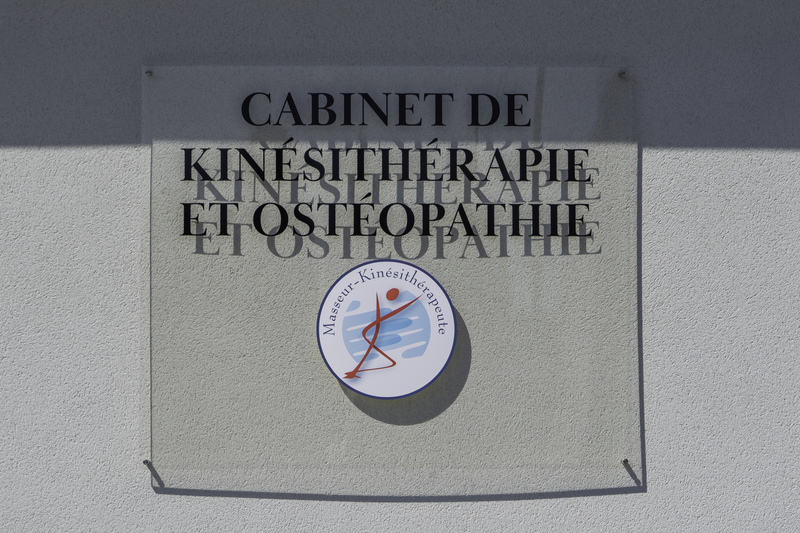 CABINET DE
KINÉSITHÉRAPIE
ET OSTÉOPATHIE
Masseur-Kinésithérapeute